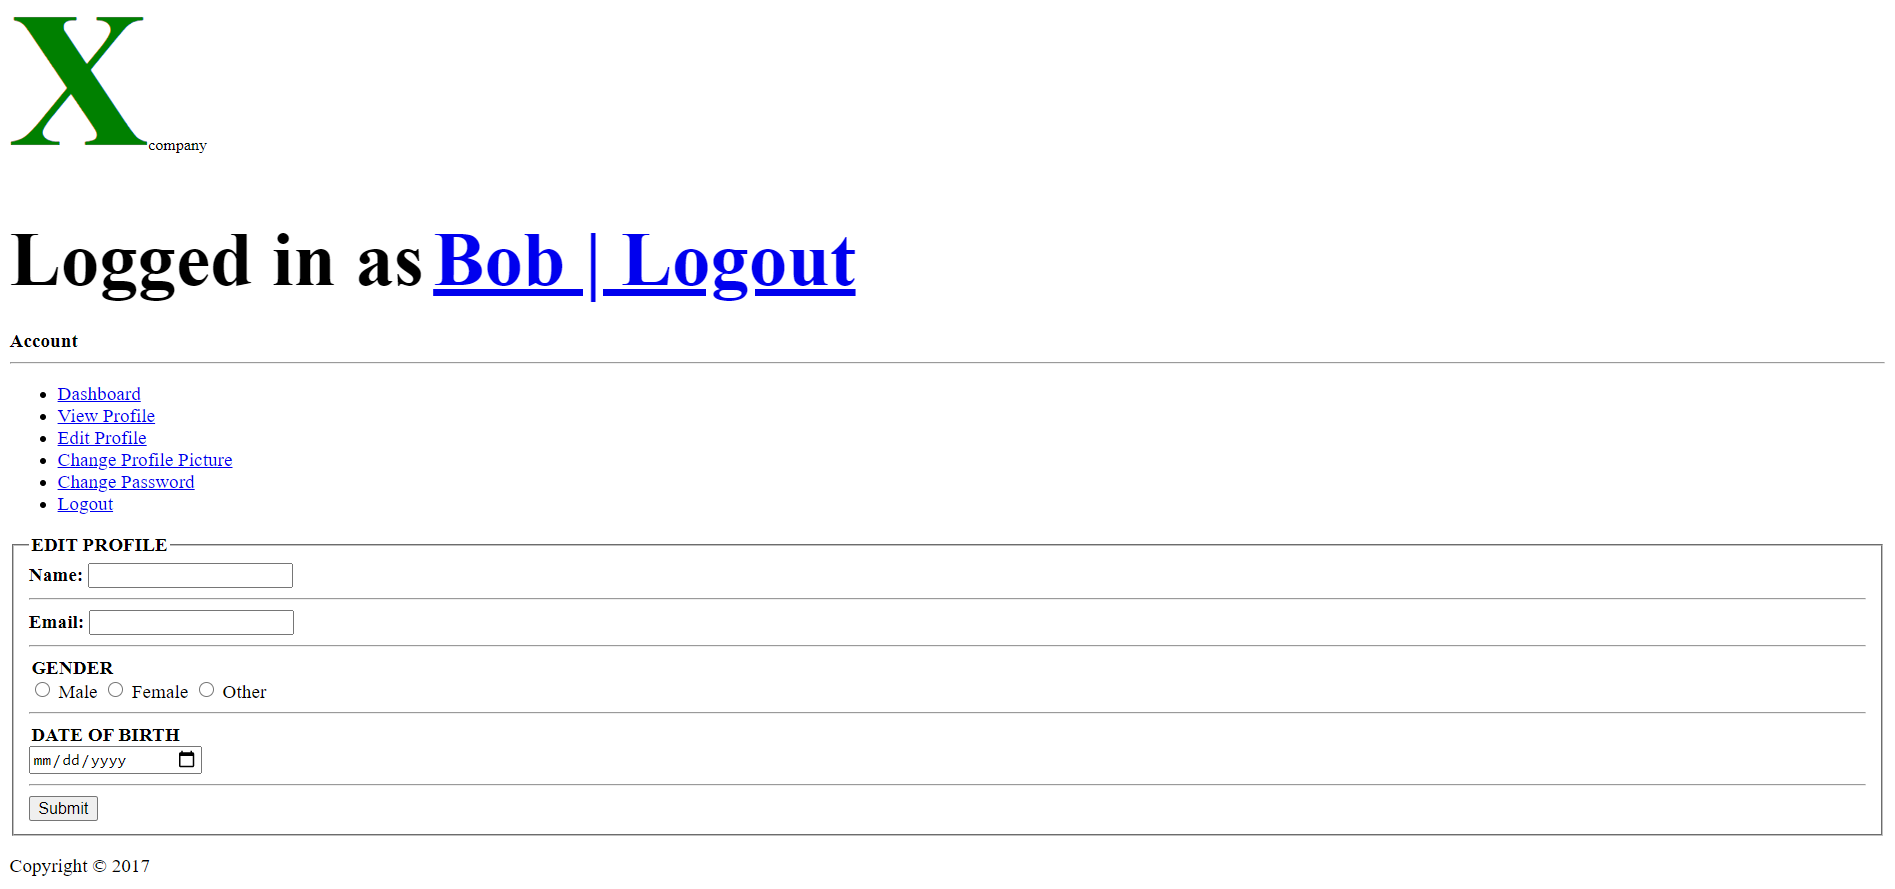 Xcompany
Logged in as Bob | Logout
Account
Dashboard
View Profile
Edit Profile
Change Profile Picture
Change Password
Logout
EDIT PROFILE
Name:
Email:
GENDER
Male Female Other
DATE OF BIRTH
mm/dd/yyyy
Submit
Copyright © 2017